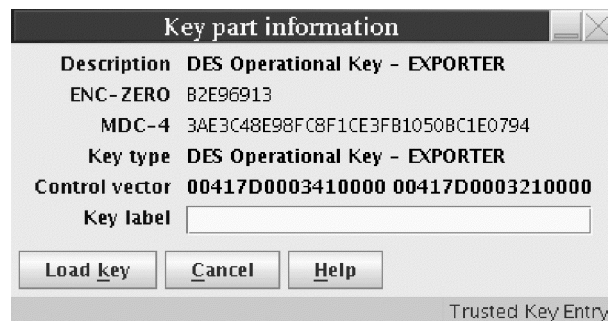 Key part information
Description DES Operational Key - EXPORTER
ENC-ZERO B2E96913
MDC-4 3AE3C48E98FC8F1CE3FB1050BC1E0794
Key type DES Operational Key - EXPORTER
Control vector 00417D0003410000 00417D0003210000
Key label
Load key Cancel Help
Trusted Key Entry